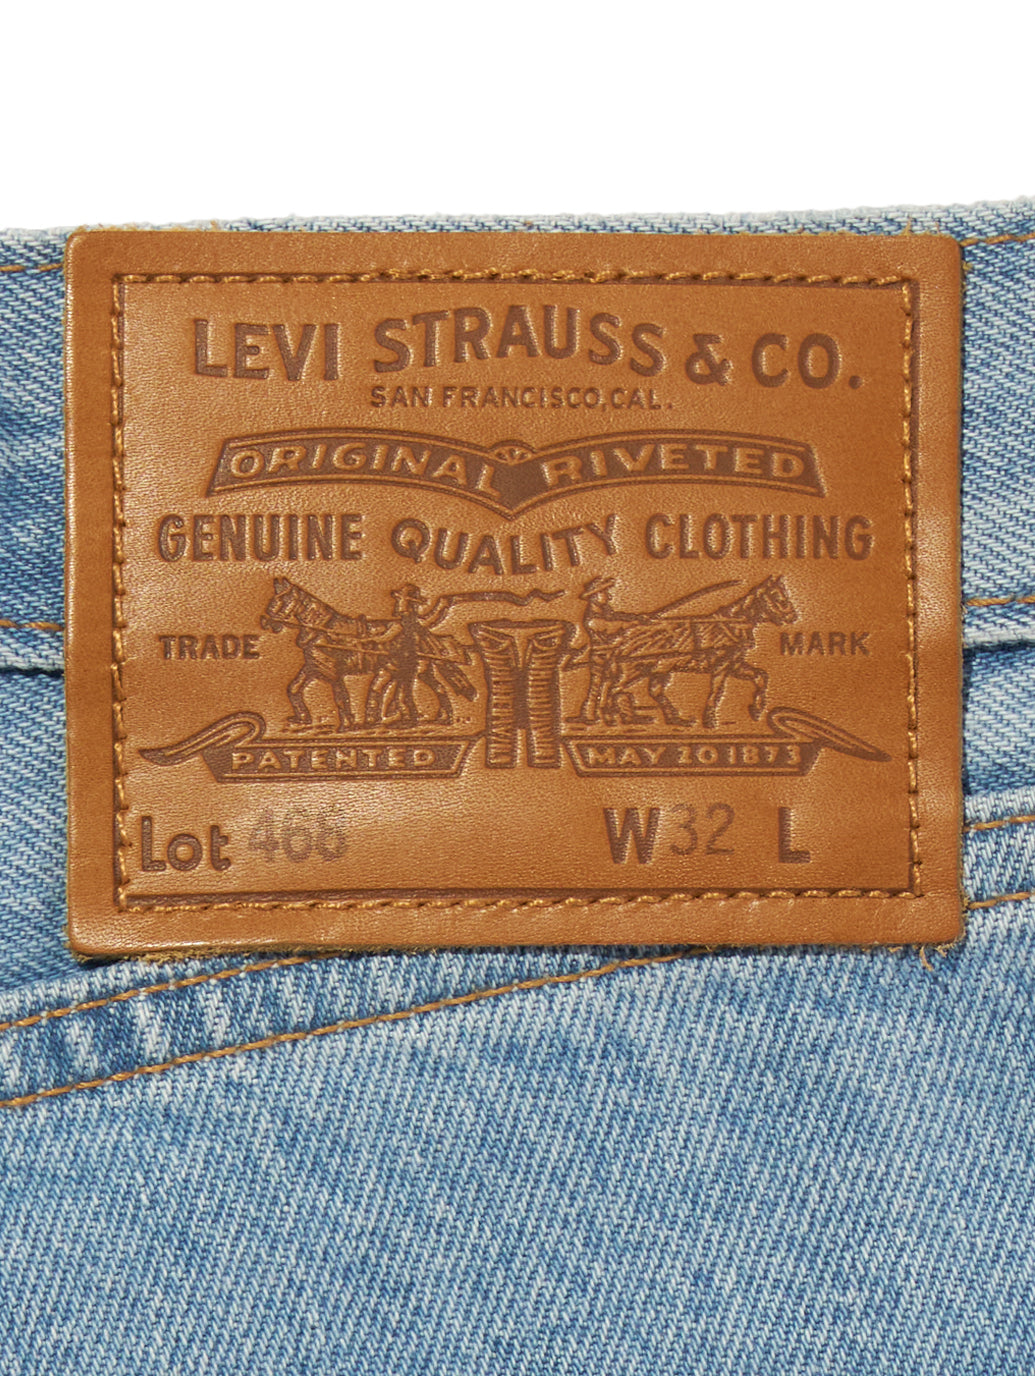 LEVI STRAUSS & CO.
SAN FRANCISCO, CAL.
ORIGINAL RIVETED
GENUINE QUALITY CLOTHING
TRADE MARK
PATENTED MAY 20 1873
Lot 466 W32 L